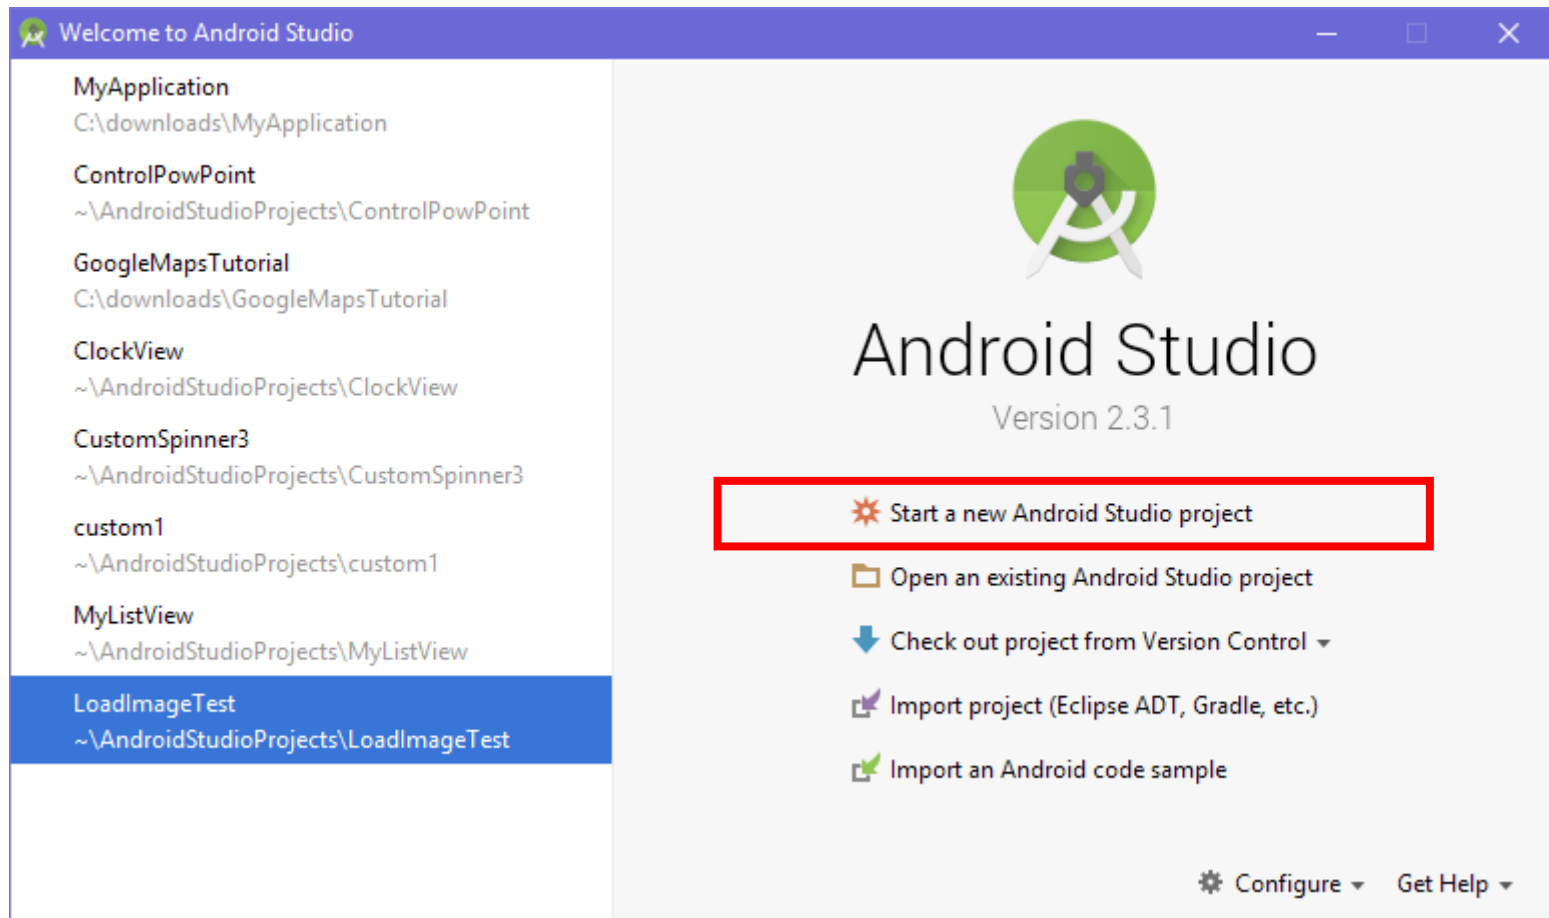 Welcome to Android Studio
MyApplication
C:\downloads\MyApplication
ControlPowPoint
~\AndroidStudioProjects\ControlPowPoint
GoogleMapsTutorial
C:\downloads\GoogleMapsTutorial
ClockView
~\AndroidStudioProjects\ClockView
CustomSpinner3
~\AndroidStudioProjects\CustomSpinner3
custom1
~\AndroidStudioProjects\custom1
MyListView
~\AndroidStudioProjects\MyListView
LoadImageTest
~\AndroidStudioProjects\LoadImageTest
Android Studio
Version 2.3.1
Start a new Android Studio project
Open an existing Android Studio project
Check out project from Version Control
Import project (Eclipse ADT, Gradle, etc.)
Import an Android code sample
Configure Get Help